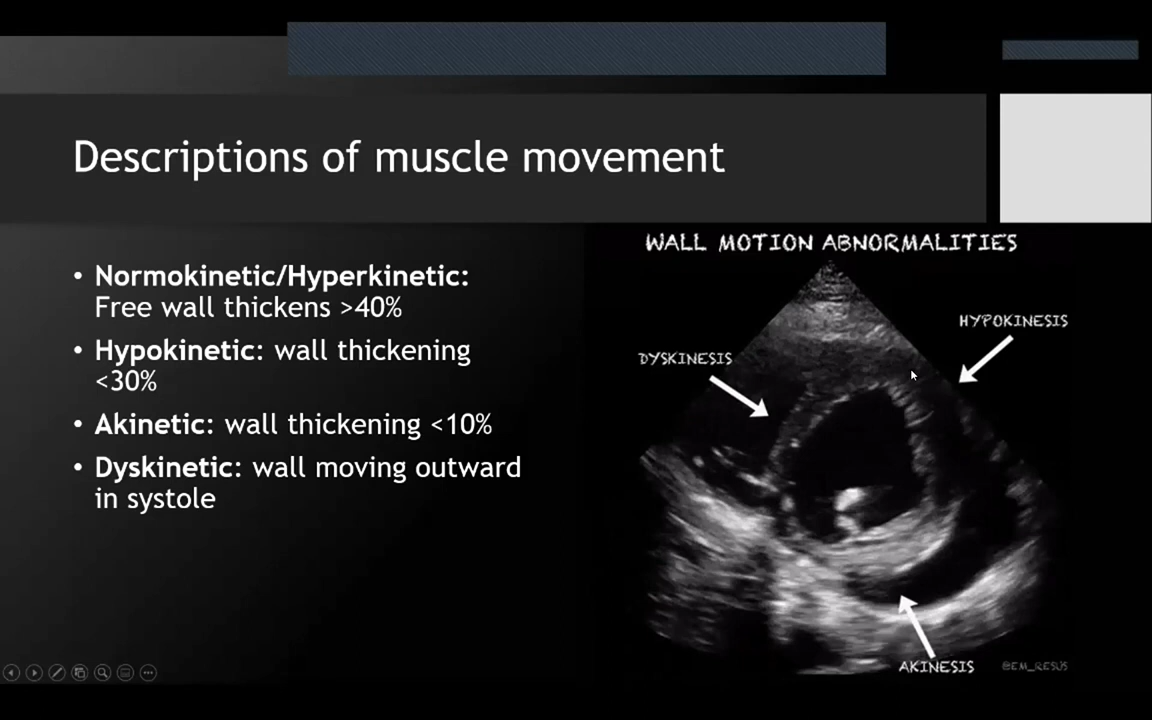 Descriptions of muscle movement
• Normokinetic/Hyperkinetic:
Free wall thickens >40%
• Hypokinetic: wall thickening
<30%
• Akinetic: wall thickening <10%
• Dyskinetic: wall moving outward
in systole
WALL MOTION ABNORMALITIES
HYPOKINESIS
DYSKINESIS
AKINESIS
@EM_RESUS